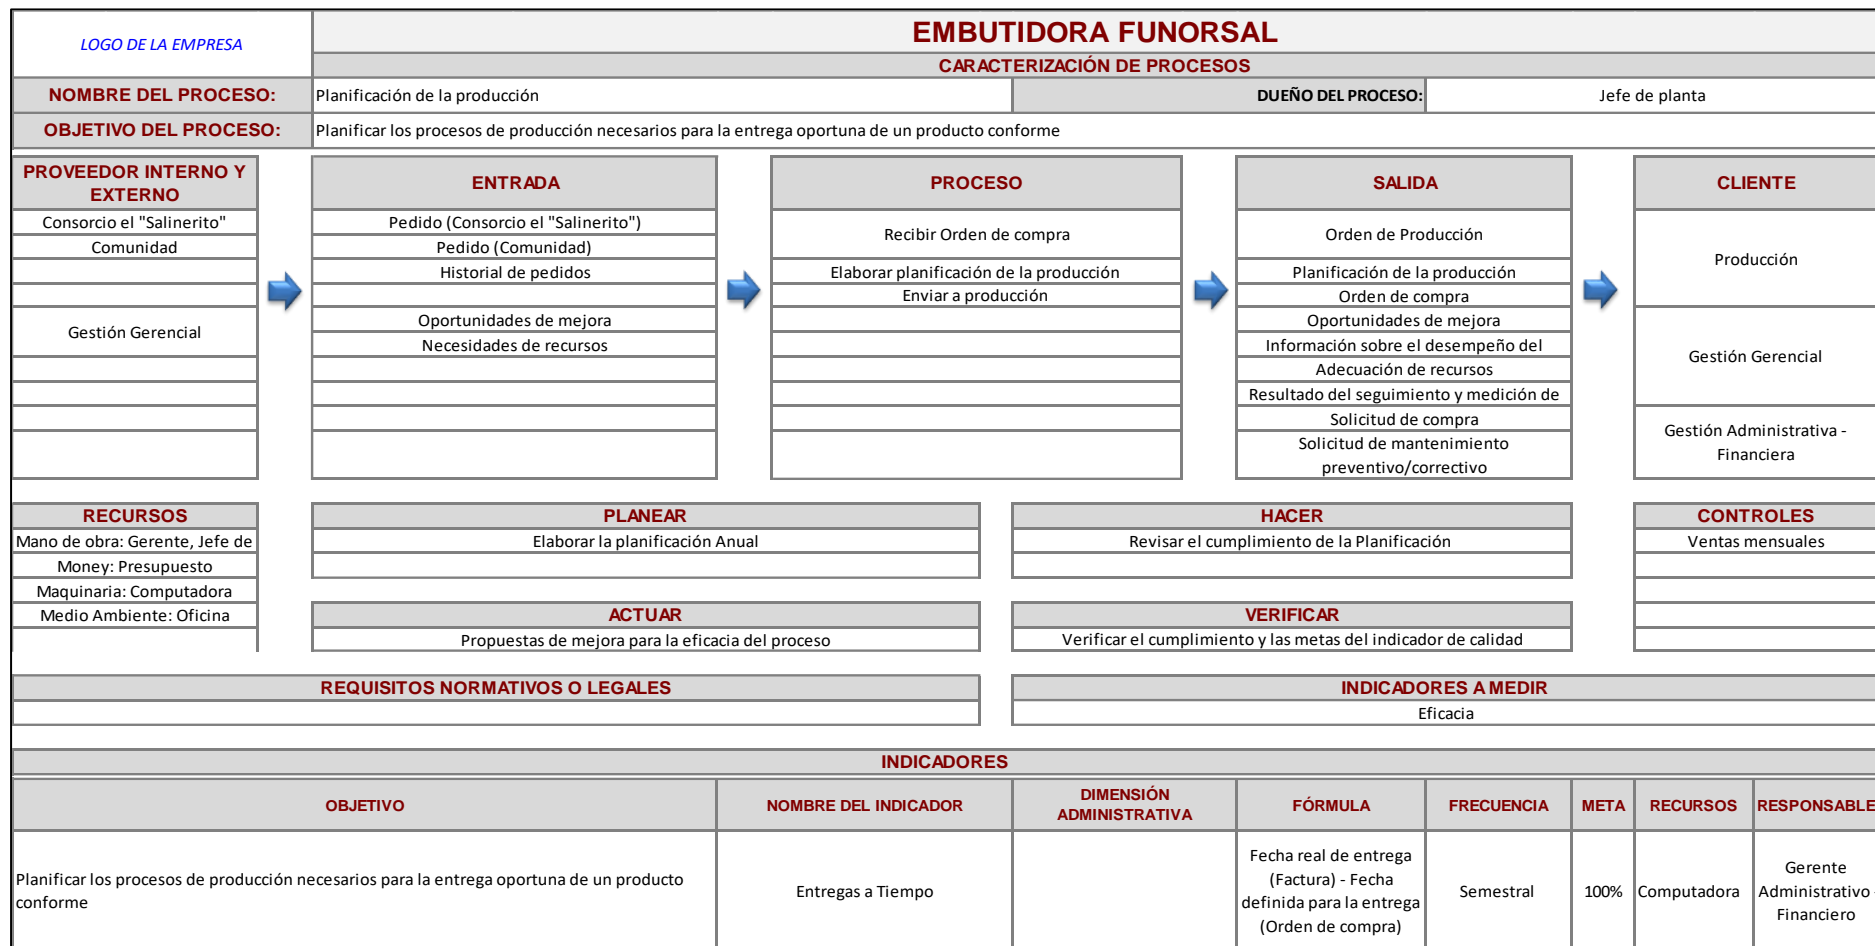 LOGO DE LA EMPRESA
EMBUTIDORA FUNORSAL
CARACTERIZACIÓN DE PROCESOS
NOMBRE DEL PROCESO:
Planificación de la producción
DUEÑO DEL PROCESO:
Jefe de planta
OBJETIVO DEL PROCESO:
Planificar los procesos de producción necesarios para la entrega oportuna de un producto conforme
PROVEEDOR INTERNO Y
EXTERNO
Consorcio el "Salinerito"
Comunidad
Gestión Gerencial
ENTRADA
Pedido (Consorcio el "Salinerito")
Pedido (Comunidad)
Historial de pedidos
Oportunidades de mejora
Necesidades de recursos
PROCESO
Recibir Orden de compra
Elaborar planificación de la producción
Enviar a producción
SALIDA
Orden de Producción
Planificación de la producción
Orden de compra
Oportunidades de mejora
Información sobre el desempeño del
Adecuación de recursos
Resultado del seguimiento y medición de
Solicitud de compra
Solicitud de mantenimiento
preventivo/correctivo
CLIENTE
Producción
Gestión Gerencial
Gestión Administrativa -
Financiera
RECURSOS
Mano de obra: Gerente, Jefe de
Money: Presupuesto
Maquinaria: Computadora
Medio Ambiente: Oficina
PLANEAR
Elaborar la planificación Anual
HACER
Revisar el cumplimiento de la Planificación
CONTROLES
Ventas mensuales
ACTUAR
Propuestas de mejora para la eficacia del proceso
VERIFICAR
Verificar el cumplimiento y las metas del indicador de calidad
REQUISITOS NORMATIVOS O LEGALES
INDICADORES A MEDIR
Eficacia
INDICADORES
OBJETIVO
NOMBRE DEL INDICADOR
DIMENSIÓN
ADMINISTRATIVA
FÓRMULA
FRECUENCIA
META
RECURSOS
RESPONSABLE
Planificar los procesos de producción necesarios para la entrega oportuna de un producto
conforme
Entregas a Tiempo
Fecha real de entrega
(Factura) - Fecha
definida para la entrega
(Orden de compra)
Semestral
100%
Computadora
Gerente
Administrativo -
Financiero